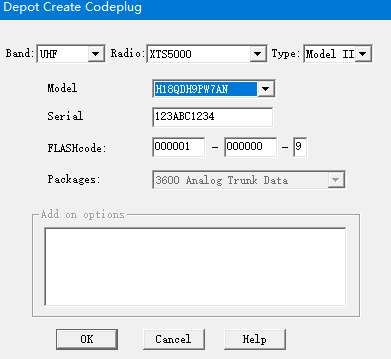 Depot Create Codeplug
Band: UHF Radio: XTS5000 Type: Model II
Model H18QDH9PW7AN
Serial 123ABC1234
FLASHcode: 000001 - 000000 - 9
Packages: 3600 Analog Trunk Data
Add on options
OK Cancel Help